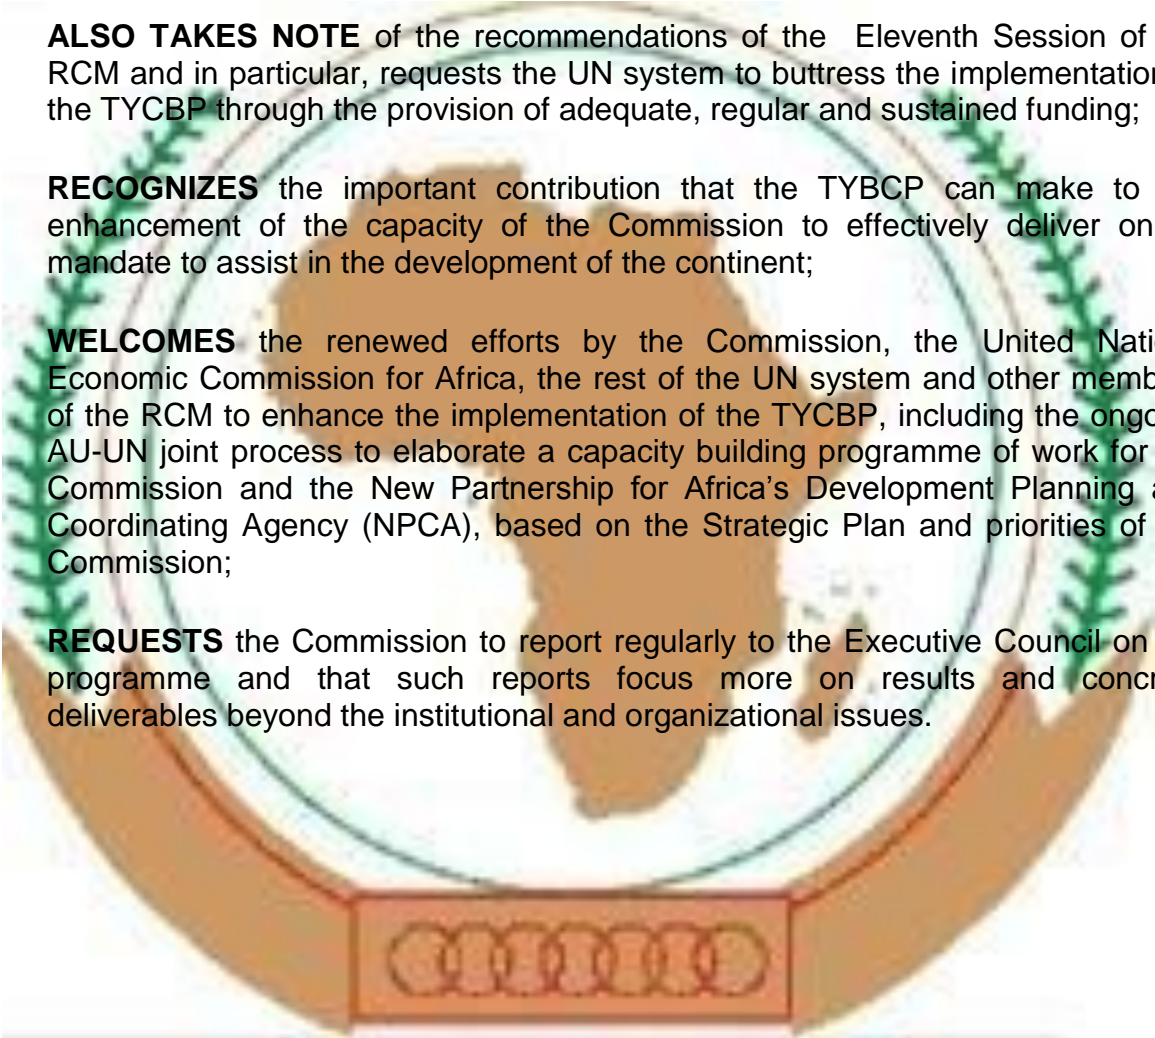 ALSO TAKES NOTE of the recommendations of the Eleventh Session of
RCM and in particular, requests the UN system to buttress the implementation
the TYCBP through the provision of adequate, regular and sustained funding;
RECOGNIZES the important contribution that the TYBCP can make to
enhancement of the capacity of the Commission to effectively deliver on
mandate to assist in the development of the continent;
WELCOMES the renewed efforts by the Commission, the United Nati
Economic Commission for Africa, the rest of the UN system and other memb
of the RCM to enhance the implementation of the TYCBP, including the ongo
AU-UN joint process to elaborate a capacity building programme of work for
Commission and the New Partnership for Africa's Development Planning a
Coordinating Agency (NPCA), based on the Strategic Plan and priorities of
Commission;
REQUESTS the Commission to report regularly to the Executive Council on
programme and that such reports focus more on results and concr
deliverables beyond the institutional and organizational issues.